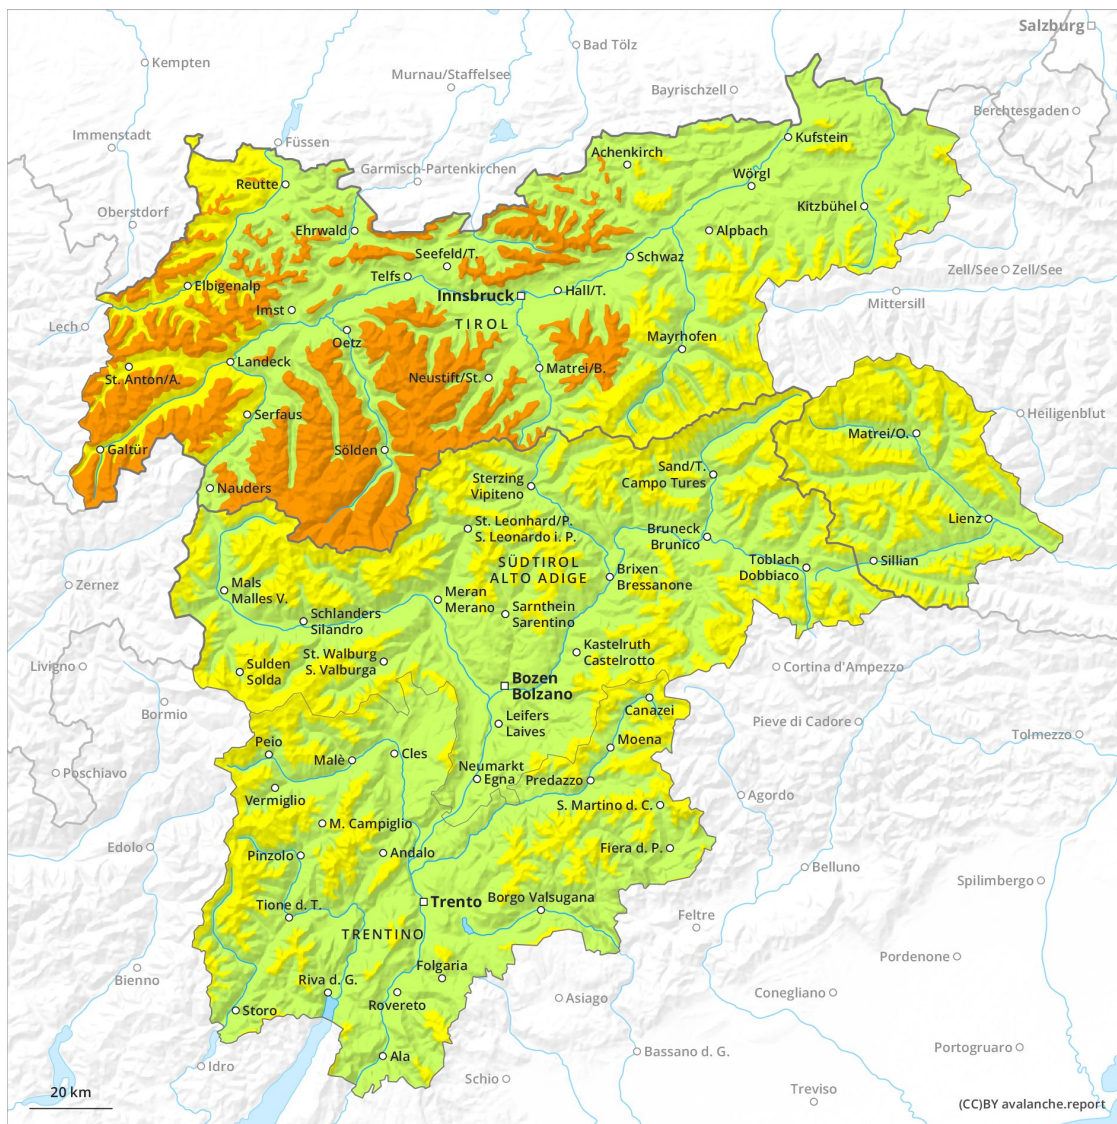 Salzburg
Bad Tölz
Kempten
Murnau/Staffelsee
Bayrischzell
Berchtesgaden
Immenstadt
Füssen
Kufstein
Achenkirch
Garmisch-Partenkirchen
Wörgl
Reutte
Kitzbühel
Oberstdorf
Ehrwald
Alpbach
Seefeld/T.
Schwaz
Zell/See
Zell/See
Telfs
Elbigenalp
Hall/T.
Innsbruck
Mittersill
Imst
TIROL
Lech
Mayrhofen
Oetz
Landeck
Matrei/B.
St. Anton/A.
Neustift/St.
Serfaus
Heiligenblut
Matrei/O.
Galtür
Sölden
Sand/T.
Campo Tures
Sterzing
Vipiteno
Nauders
St. Leonhard/P.
S. Leonardo i. P.
Lienz
Bruneck
Brunico
SÜDTIROL
ALTO ADIGE
Toblach
Dobbiaco
Sillian
Brixen
Bressanone
Zernez
Mals
Malles V.
Meran
Merano
Sarnthein
Sarentino
Schlanders
Silandro
Kastelruth
Castelrotto
St. Walburg
S. Valburga
Livigno
Sulden
Solda
Cortina d'Ampezzo
Bozen
Bolzano
Bormio
Canazei
Leifers
Laives
Pieve di Cadore
Tolmezzo
Peio
Moena
Malè
Cles
Poschiavo
Neumarkt
Egna
Predazzo
Vermiglio
Agordo
S. Martino d. C.
M. Campiglio
Edolo
Pinzolo
Andalo
Fiera d. P.
Belluno
Spilimbergo
Tione d. T.
Trento
Borgo Valsugana
Feltre
TRENTINO
Pordenone
Folgaria
Bienno
Riva d. G.
Rovereto
Asiago
Conegliano
Storo
Ala
Bassano d. G.
Portogruaro
Idro
Schio
Treviso
20 km
(CC)BY avalanche.report